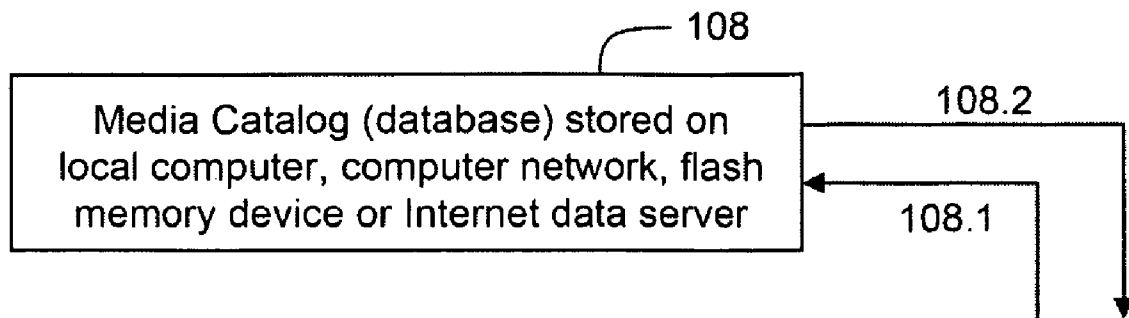 108
Media Catalog (database) stored on
local computer, computer network, flash
memory device or Internet data server
108.2
108.1